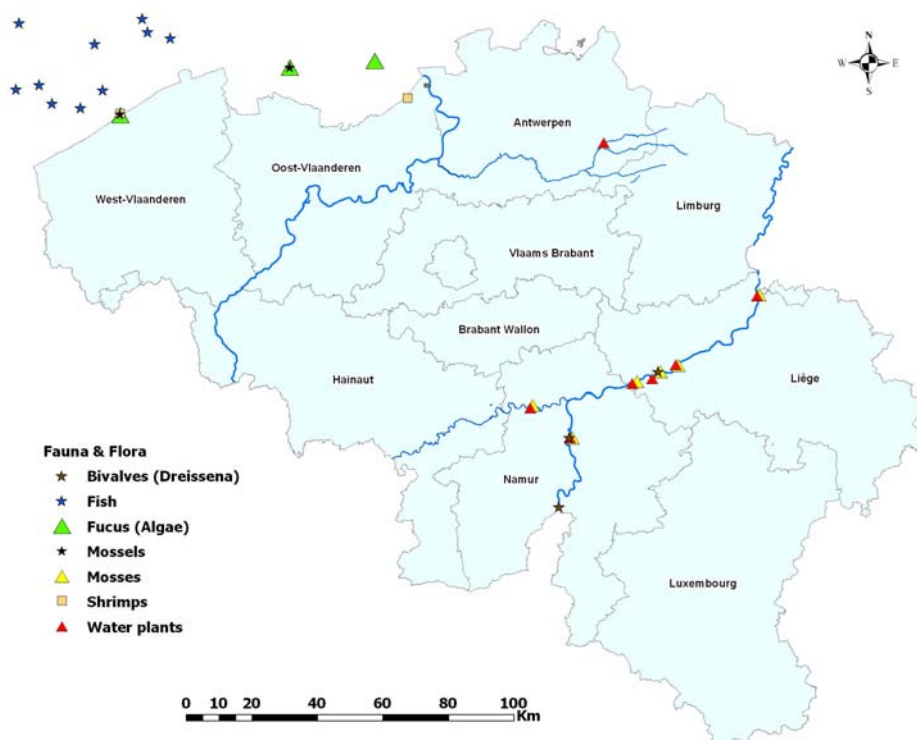 N
W E
S
Antwerpen
Oost-Vlaanderen
West-Vlaanderen
Limburg
Vlaams Brabant
Brabant Wallon
Hainaut
Liège
Namur
Luxembourg
Fauna & Flora
Bivalves (Dreissena)
Fish
Fucus (Algae)
Mossels
Mosses
Shrimps
Water plants
0 10 20 40 60 80 100
Km